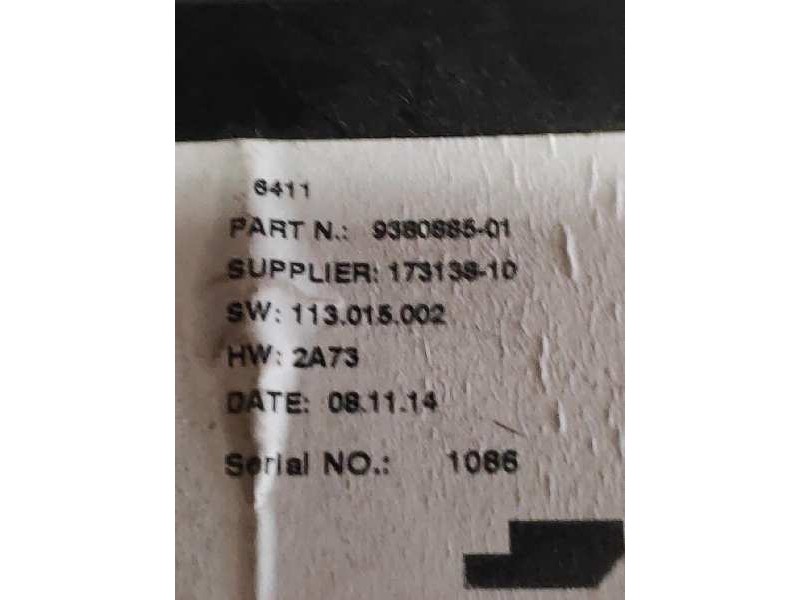 6411
PART N.: 9380885-01
SUPPLIER: 173138-10
SW: 113.015.002
HW: 2A73
DATE: 08.11.14
Serial NO.: 1086